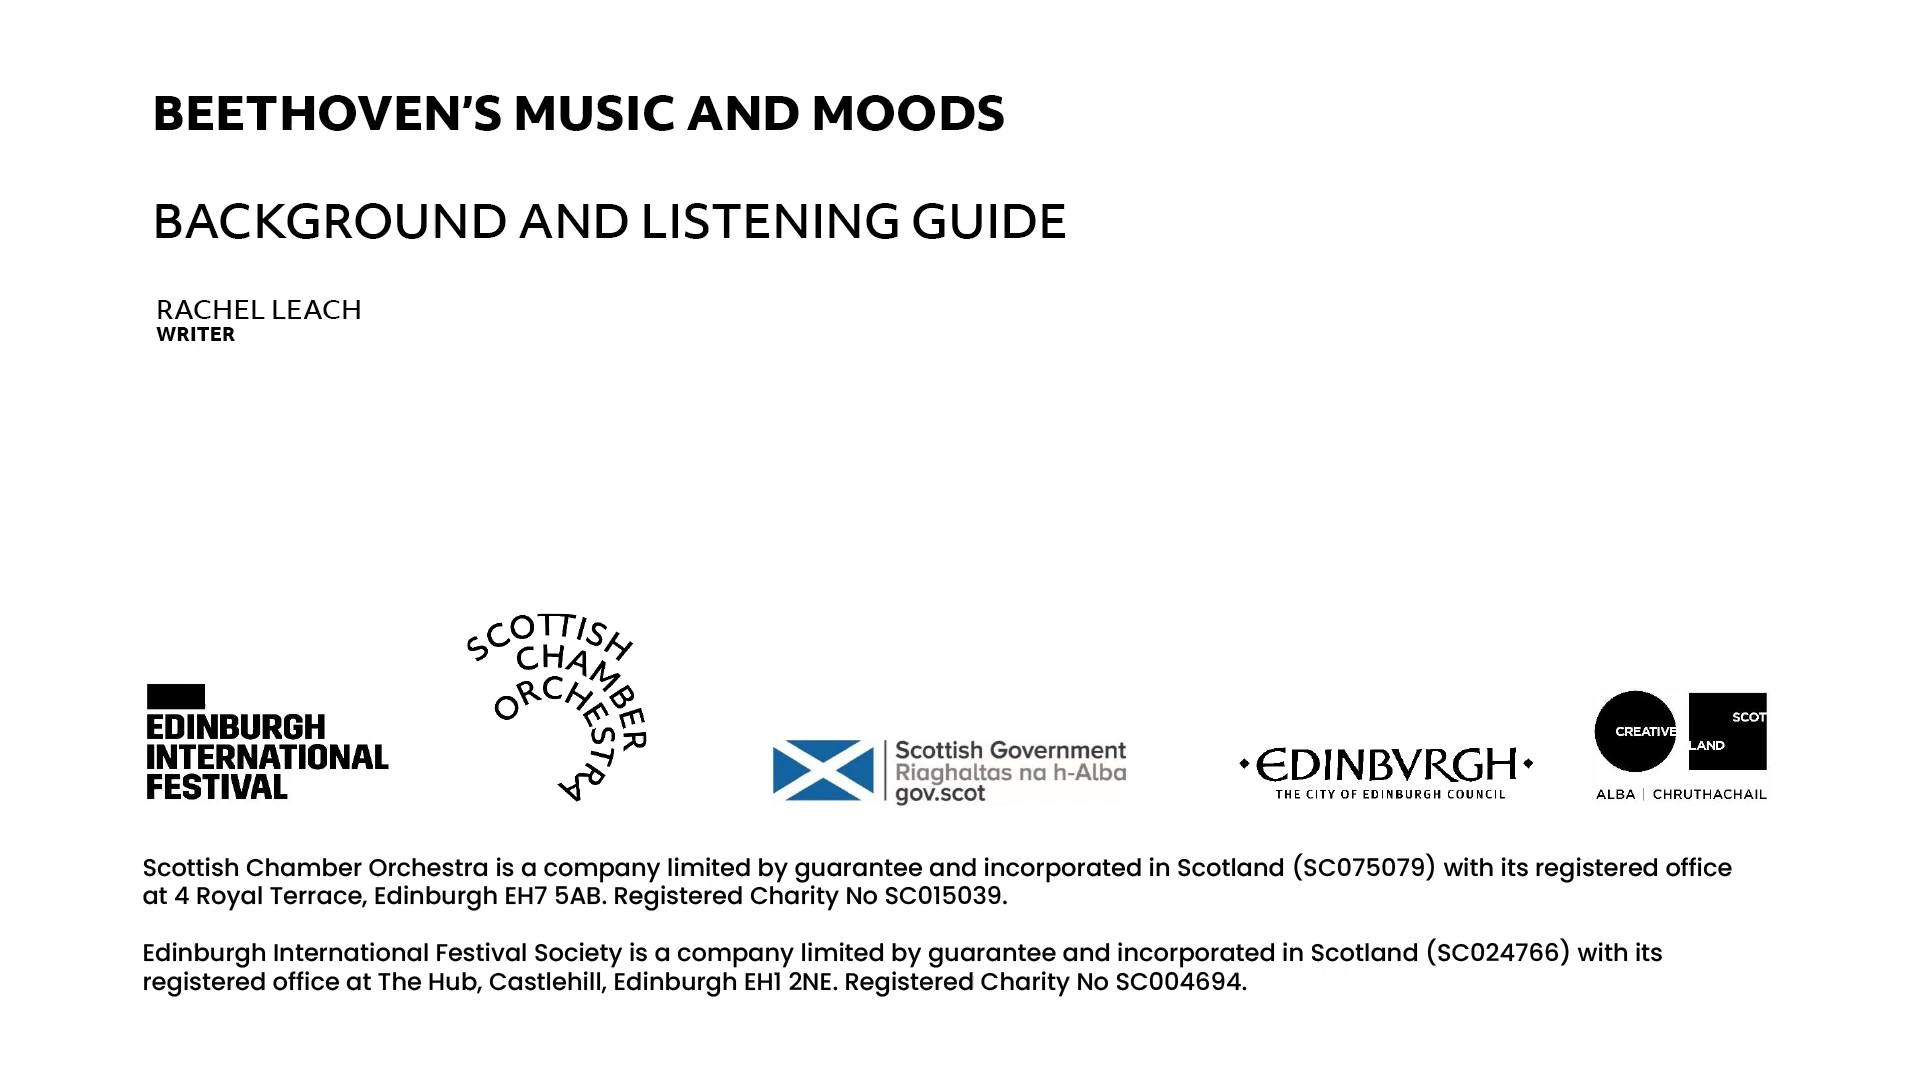 BEETHOVEN’S MUSIC AND MOODS
BACKGROUND AND LISTENING GUIDE
RACHEL LEACH
WRITER
EDINBURGH
INTERNATIONAL
FESTIVAL
SCOTTISH
CHAMBER
ORCHESTRA
Scottish Government
Riaghaltas na h-Alba
gov.scot
EDINBVRGH
THE CITY OF EDINBURGH COUNCIL
CREATIVE
SCOT
LAND
ALBA | CHRUTHACHAIL
Scottish Chamber Orchestra is a company limited by guarantee and incorporated in Scotland (SC075079) with its registered office
at 4 Royal Terrace, Edinburgh EH7 5AB. Registered Charity No SC015039.
Edinburgh International Festival Society is a company limited by guarantee and incorporated in Scotland (SC024766) with its
registered office at The Hub, Castlehill, Edinburgh EH1 2NE. Registered Charity No SC004694.